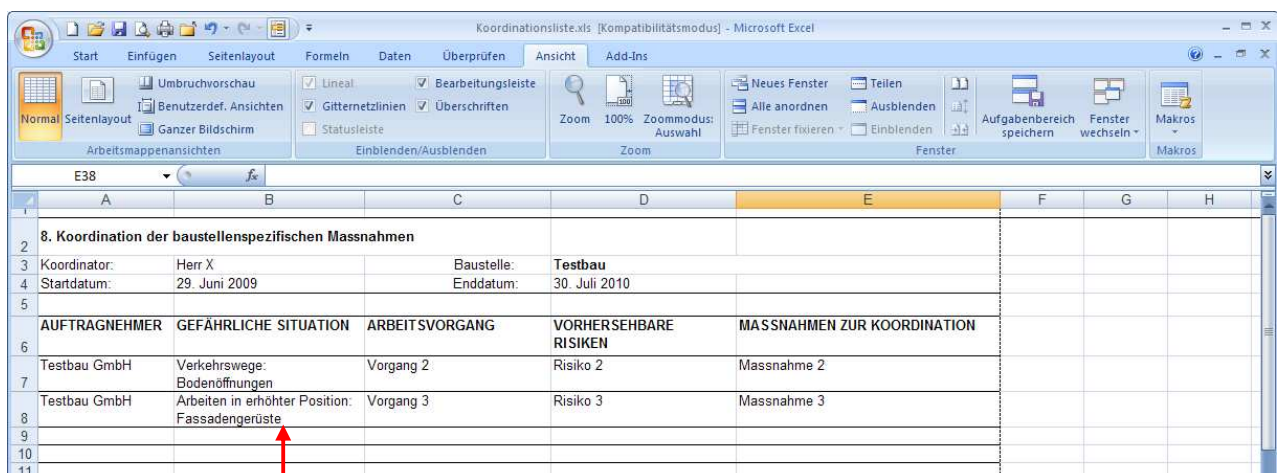 Koordinationsliste.xls [Kompatibilitätsmodus] - Microsoft Excel
Start Einfügen Seitenlayout Formeln Daten Überprüfen Ansicht Add-Ins
Normal Seitenlayout
Umbruchvorschau
Benutzerdef. Ansichten
Ganzer Bildschirm
Arbeitsmappenansichten
Lineal Bearbeitungsleiste
Gitternetzlinien Überschriften
Statusleiste
Einblenden/Ausblenden
Zoom 100% Zoommodus: Auswahl
Zoom
Neues Fenster Teilen
Alle anordnen Ausblenden
Fenster fixieren Einblenden
Aufgabenbereich speichern
Fenster wechseln
Fenster
Makros
Makros
E38 fx
A B C D E F G H
1
2 8. Koordination der baustellenspezifischen Massnahmen
3 Koordinator: Herr X Baustelle: Testbau
4 Startdatum: 29. Juni 2009 Enddatum: 30. Juli 2010
5
6 AUFTRAGNEHMER GEFÄHRLICHE SITUATION ARBEITSVORGANG VORHERSEHBARE RISIKEN MASSNAHMEN ZUR KOORDINATION
7 Testbau GmbH Verkehrswege: Bodenöffnungen Vorgang 2 Risiko 2 Massnahme 2
8 Testbau GmbH Arbeiten in erhöhter Position: Fassadengerüste Vorgang 3 Risiko 3 Massnahme 3
9
10
11